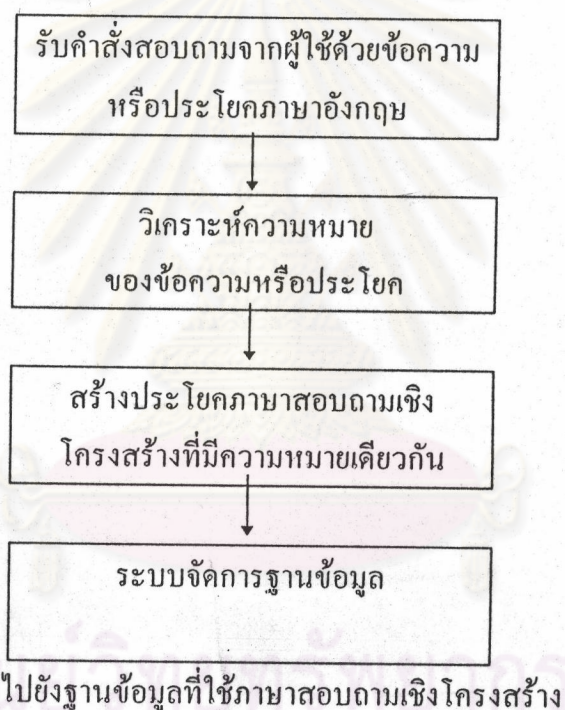 รับคำสั่งสอบถามจากผู้ใช้ด้วยข้อความ
หรือประโยคภาษาอังกฤษ
วิเคราะห์ความหมาย
ของข้อความหรือประโยค
สร้างประโยคภาษาสอบถามเชิง
โครงสร้างที่มีความหมายเดียวกัน
ระบบจัดการฐานข้อมูล
ไปยังฐานข้อมูลที่ใช้ภาษาสอบถามเชิงโครงสร้าง